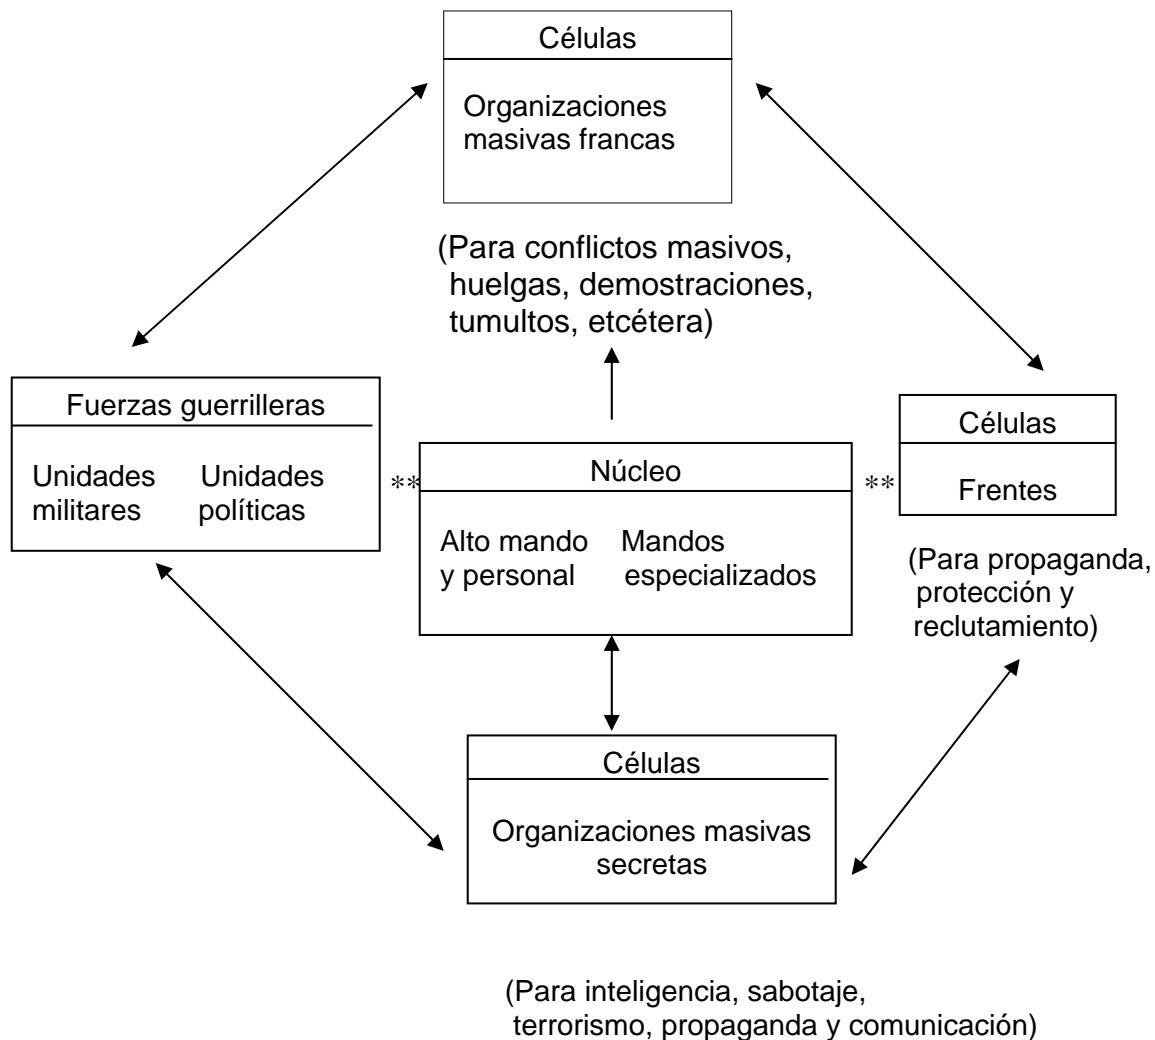 Células
Organizaciones
masivas francas
(Para conflictos masivos,
huelgas, demostraciones,
tumultos, etcétera)
Fuerzas guerrilleras
Unidades Unidades
militares políticas
**
Núcleo
Alto mando Mandos
y personal especializados
**
Células
Frentes
(Para propaganda,
protección y
reclutamiento)
Células
Organizaciones masivas
secretas
(Para inteligencia, sabotaje,
terrorismo, propaganda y comunicación)